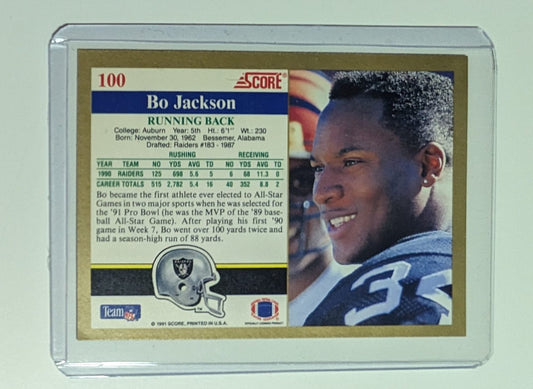 100
SCORE®
Bo Jackson
RUNNING BACK
College: Auburn Year: 5th Ht.: 6'1" Wt.: 230
Born: November 30, 1962 Bessemer, Alabama
Drafted: Raiders #183 - 1987
RUSHING RECEIVING
YEAR TEAM NO YDS AVG TD NO YDS AVG TD
1990 RAIDERS 125 698 5.6 5 6 68 11.3 0
CAREER TOTALS 515 2,782 5.4 16 40 352 8.8 2
Bo became the first athlete ever elected to All-Star
Games in two major sports when he was selected for
the '91 Pro Bowl (he was the MVP of the '89 base-
ball All-Star Game). After playing his first '90
game in Week 7, Bo went over 100 yards twice and
had a season-high run of 88 yards.
34
RAIDERS
TM
Team NFL
© 1991 SCORE, PRINTED IN U.S.A.
OFFICIALLY LICENSED PRODUCT